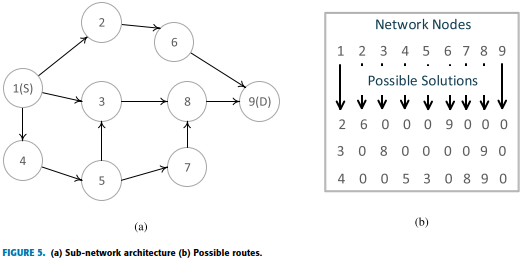 2
6
1(S)
3
8
9(D)
4
5
7
(a)
Network Nodes
1 2 3 4 5 6 7 8 9
Possible Solutions
2 6 0 0 0 9 0 0 0
3 0 8 0 0 0 0 9 0
4 0 0 5 3 0 8 9 0
(b)
FIGURE 5. (a) Sub-network architecture (b) Possible routes.